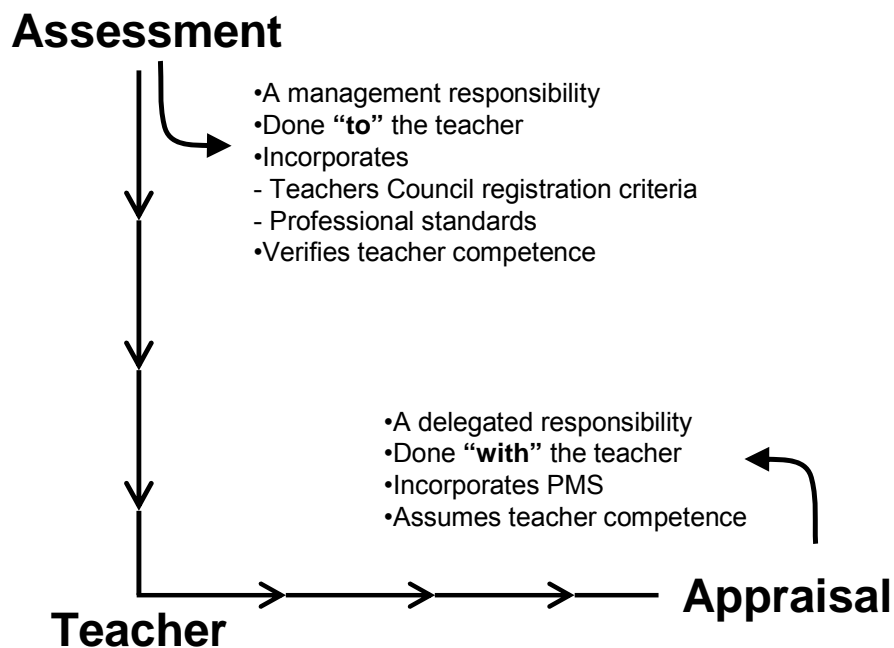 Assessment
•A management responsibility
•Done “to” the teacher
•Incorporates
- Teachers Council registration criteria
- Professional standards
•Verifies teacher competence
•A delegated responsibility
•Done “with” the teacher
•Incorporates PMS
•Assumes teacher competence
Appraisal
Teacher